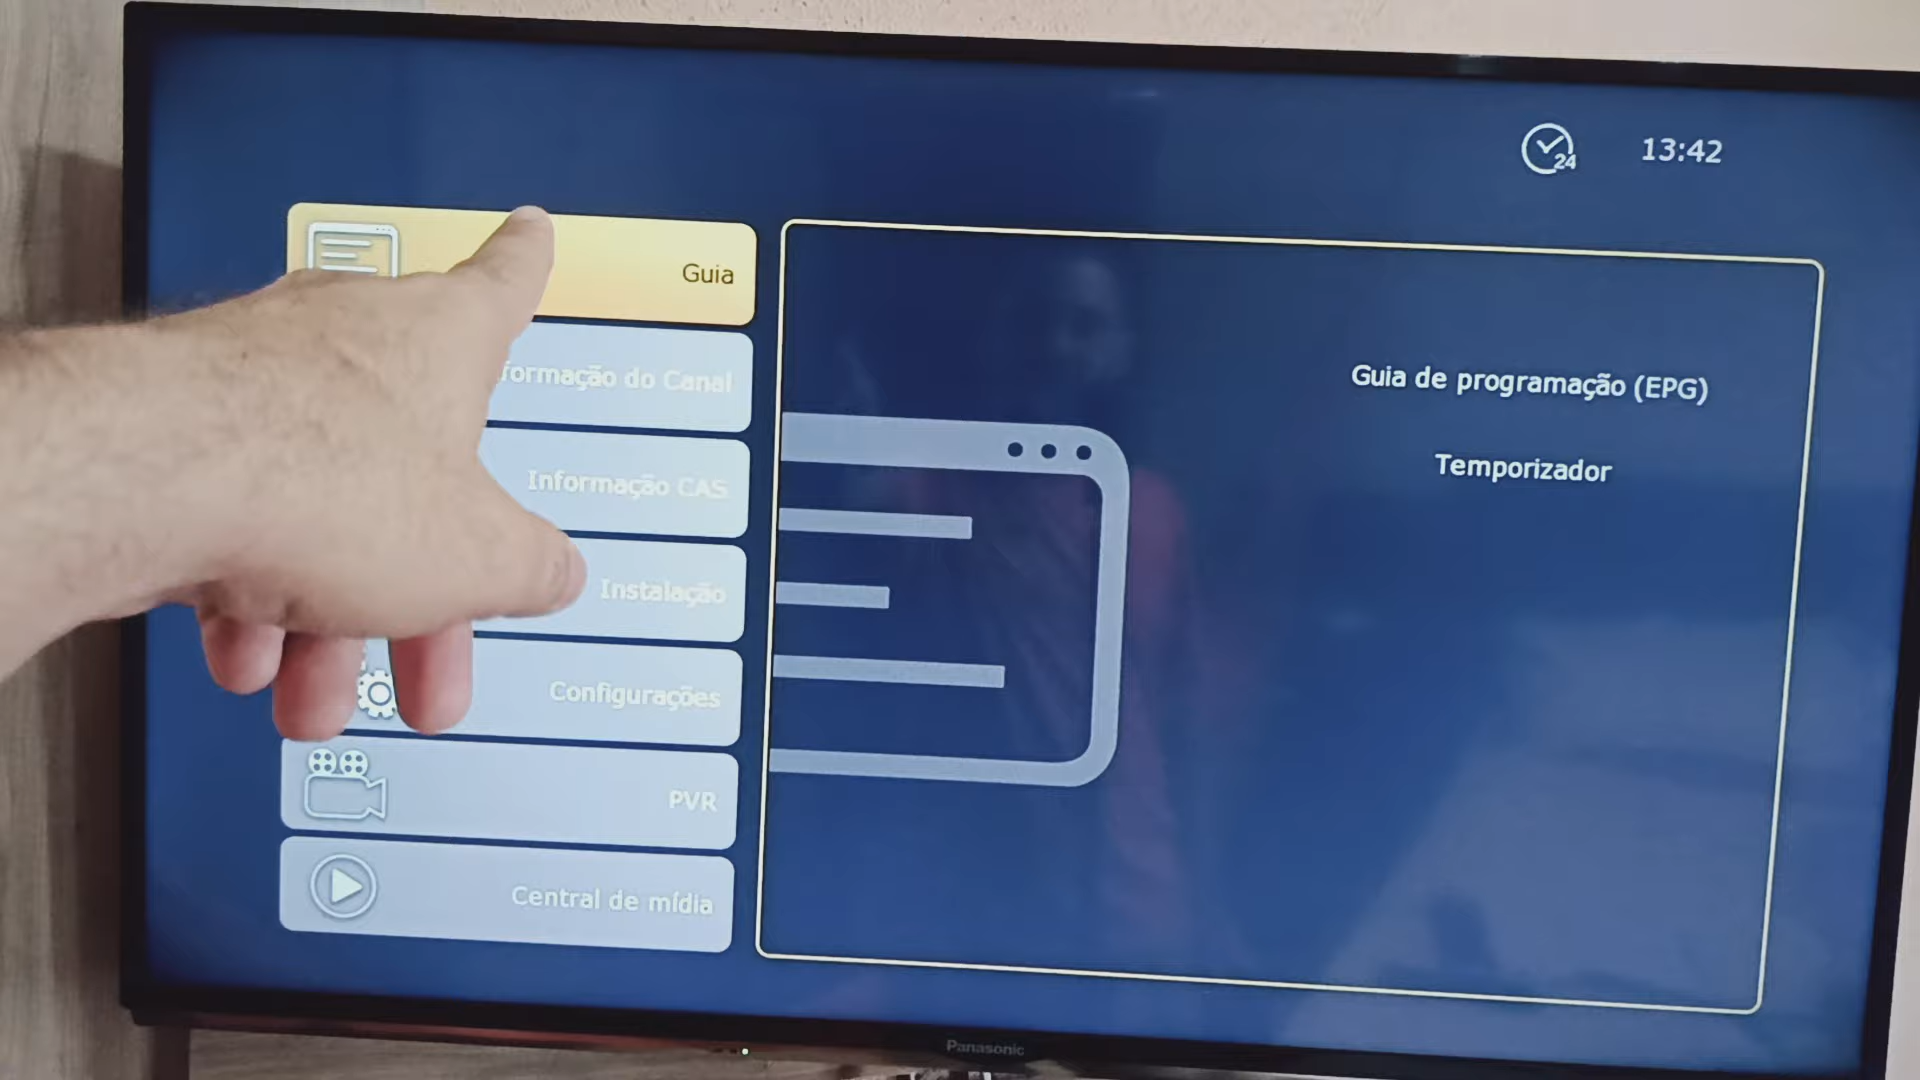 24
13:42
Guia
formação do Canal
Informação CAS
Instalação
Configurações
PVR
Central de mídia
Guia de programação (EPG)
Temporizador
Panasonic